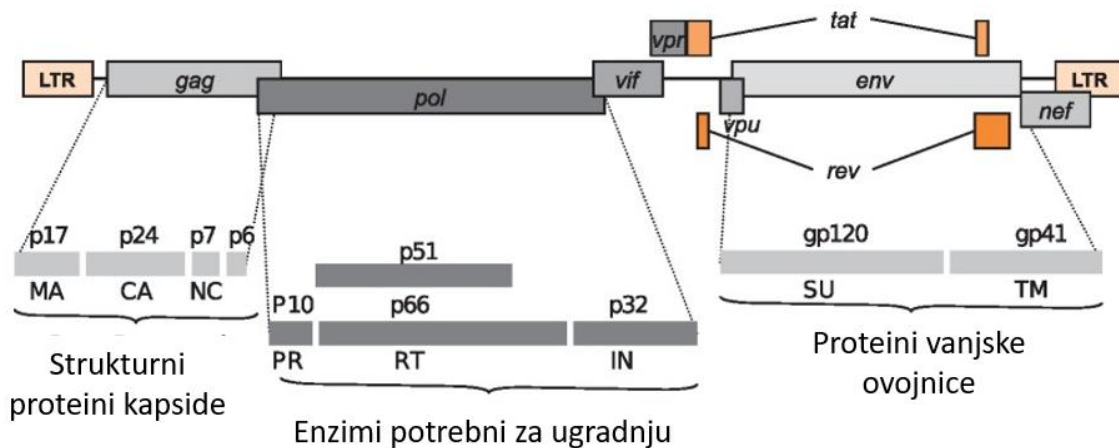 vpr tat
LTR gag pol vif vpu env nef LTR
rev
p17 p24 p7 p6
MA CA NC
p51
P10 p66 p32
PR RT IN
gp120 gp41
SU TM
Strukturni
proteini kapside
Enzimi potrebni za ugradnju
Proteini vanjske
ovojnice